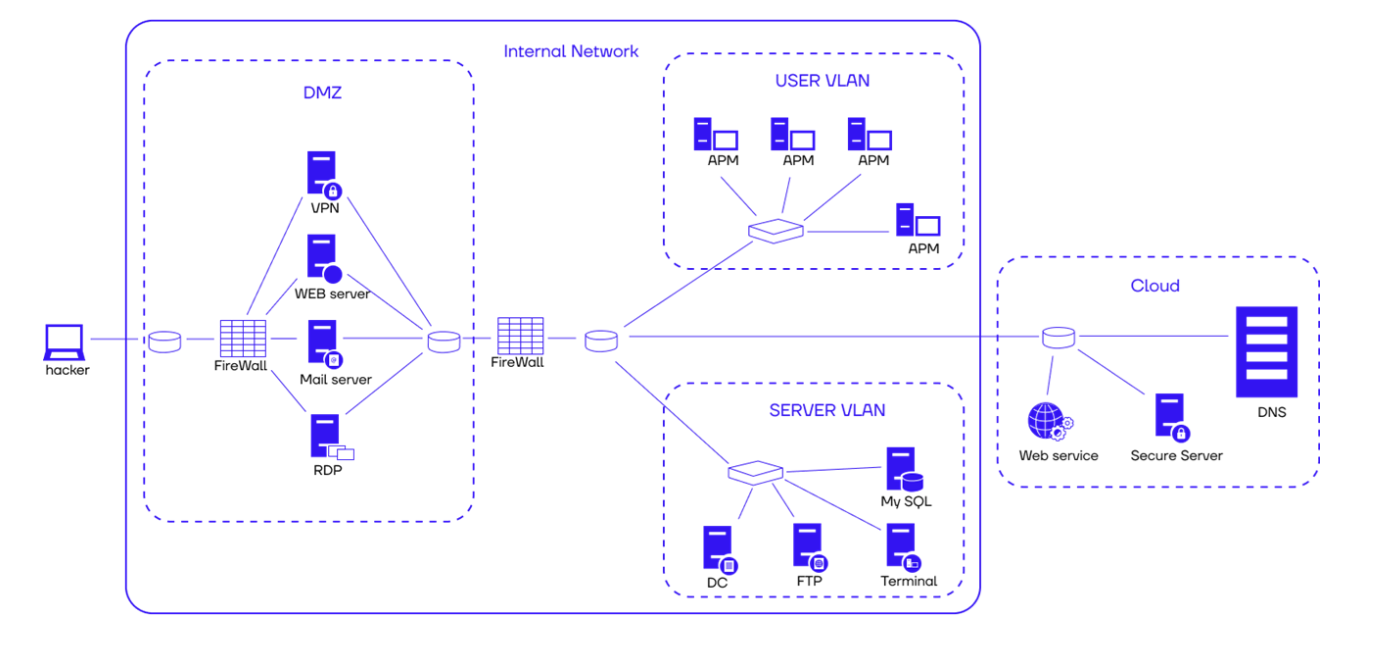 Internal Network
DMZ
USER VLAN
APM
APM
APM
APM
VPN
WEB server
hacker
FireWall
Mail server
RDP
FireWall
SERVER VLAN
My SQL
DC
FTP
Terminal
Cloud
DNS
Web service
Secure Server